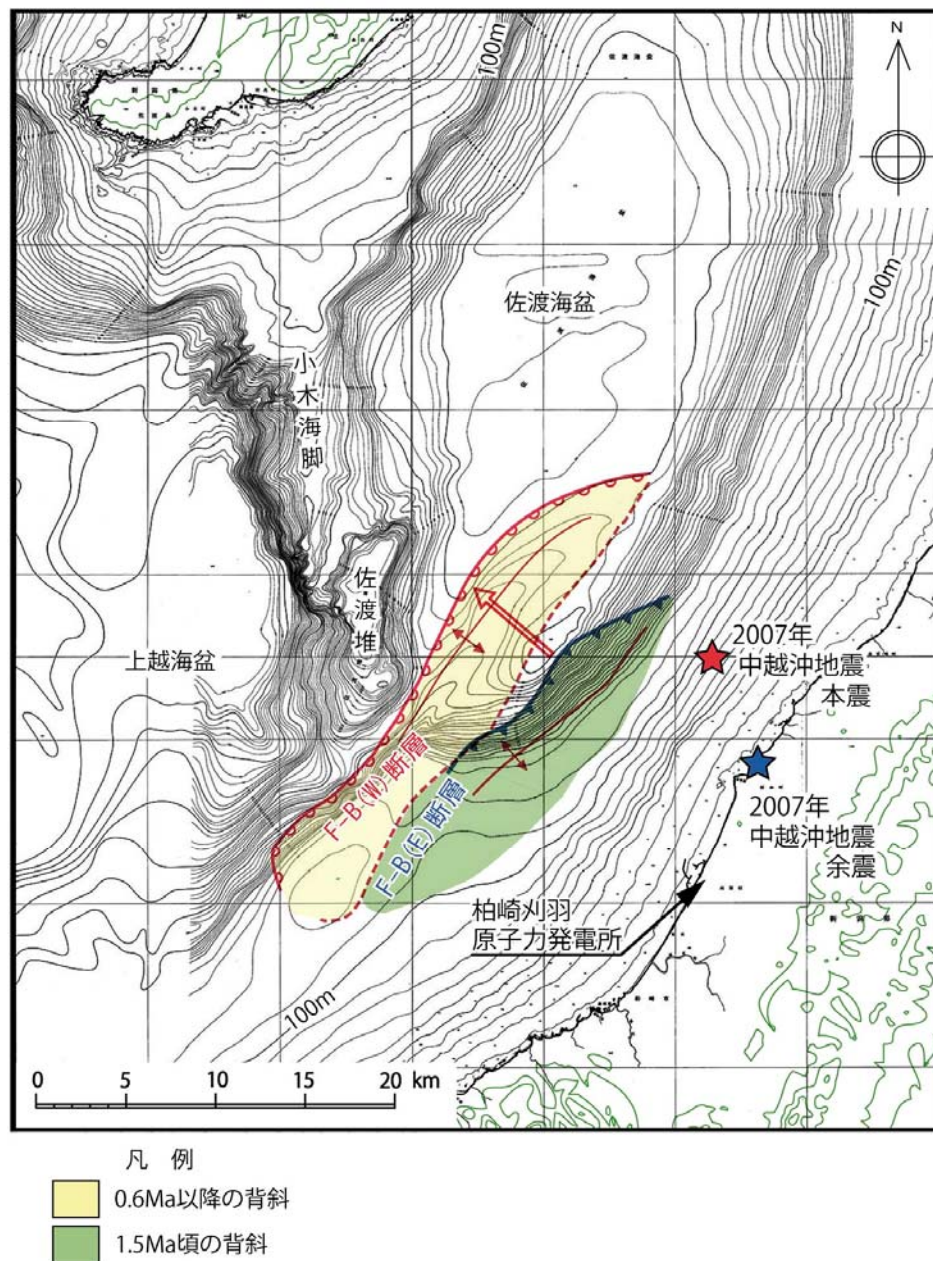 100m
N
佐渡海盆
100m
小木海脚
佐渡堆
上越海盆
2007年
中越沖地震
本震
F-B(W)断層
F-B(E)断層
2007年
中越沖地震
余震
柏崎刈羽
原子力発電所
100m
0 5 10 15 20 km
凡 例
0.6Ma以降の背斜
1.5Ma頃の背斜